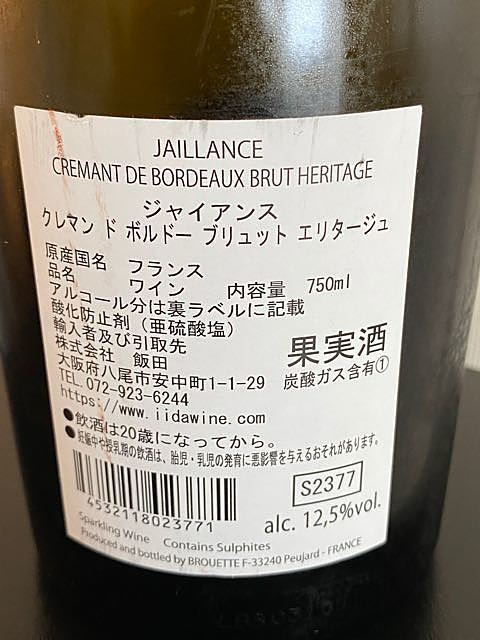 JAILLANCE
CREMANT DE BORDEAUX BRUT HERITAGE
ジャイアンス
クレマン ド ボルドー ブリュット エリタージュ
原産国名 フランス
品名 ワイン 内容量 750ml
アルコール分は裏ラベルに記載
酸化防止剤（亜硫酸塩）
輸入者及び引取先
株式会社 飯田
大阪府八尾市安中町1-1-29
TEL. 072-923-6244
https://www.iidawine.com
果実酒
炭酸ガス含有①
●飲酒は20歳になってから。
●妊娠中や授乳期の飲酒は、胎児・乳児の発育に悪影響を与えるおそれがあります。
4532118023771
S2377
alc. 12,5%vol.
Sparkling Wine Contains Sulphites
Produced and bottled by BROUETTE F-33240 Peujard - FRANCE